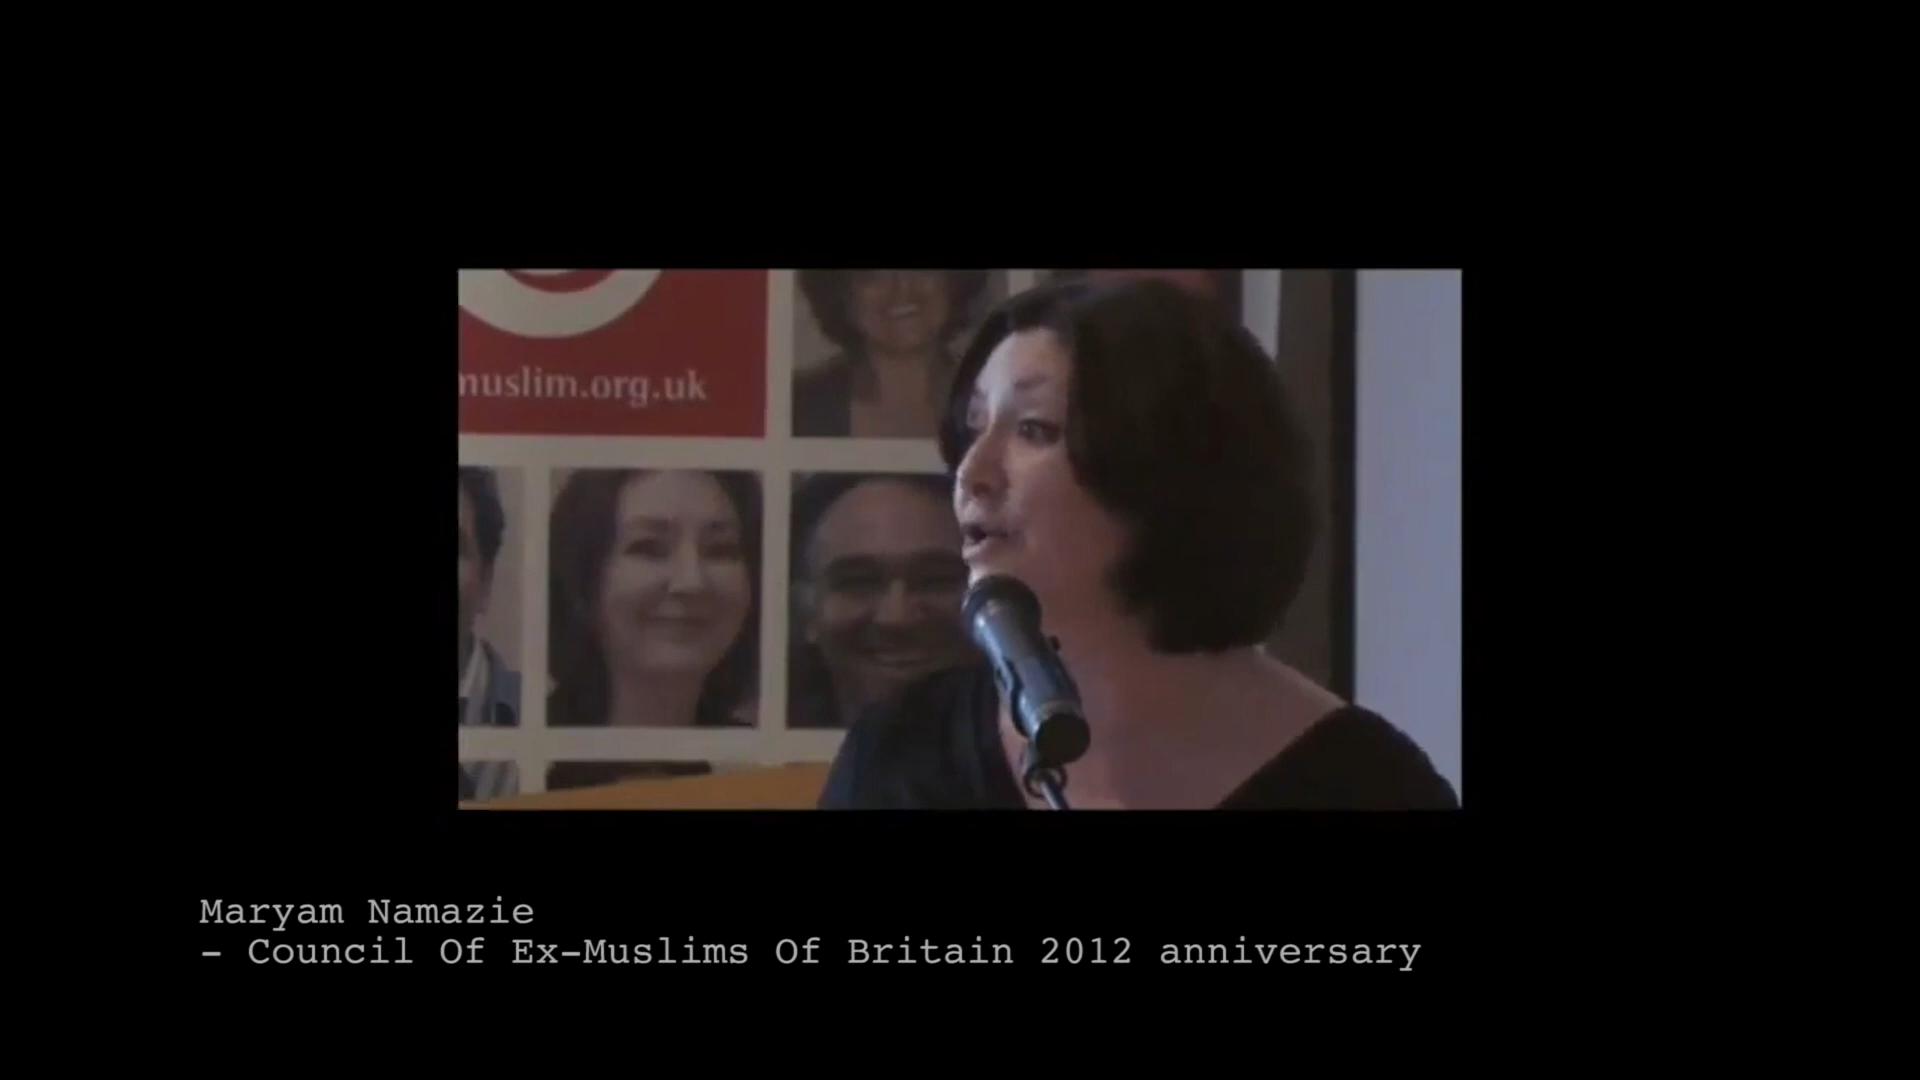 muslim.org.uk
Maryam Namazie
- Council Of Ex-Muslims Of Britain 2012 anniversary